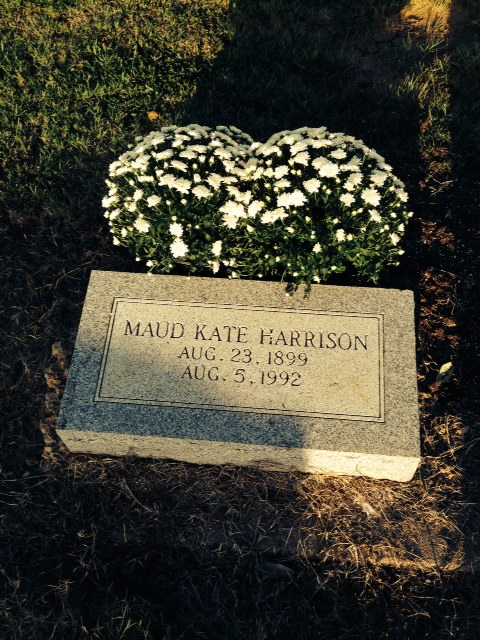 MAUD KATE HARRISON
AUG. 23, 1899
AUG. 5, 1992